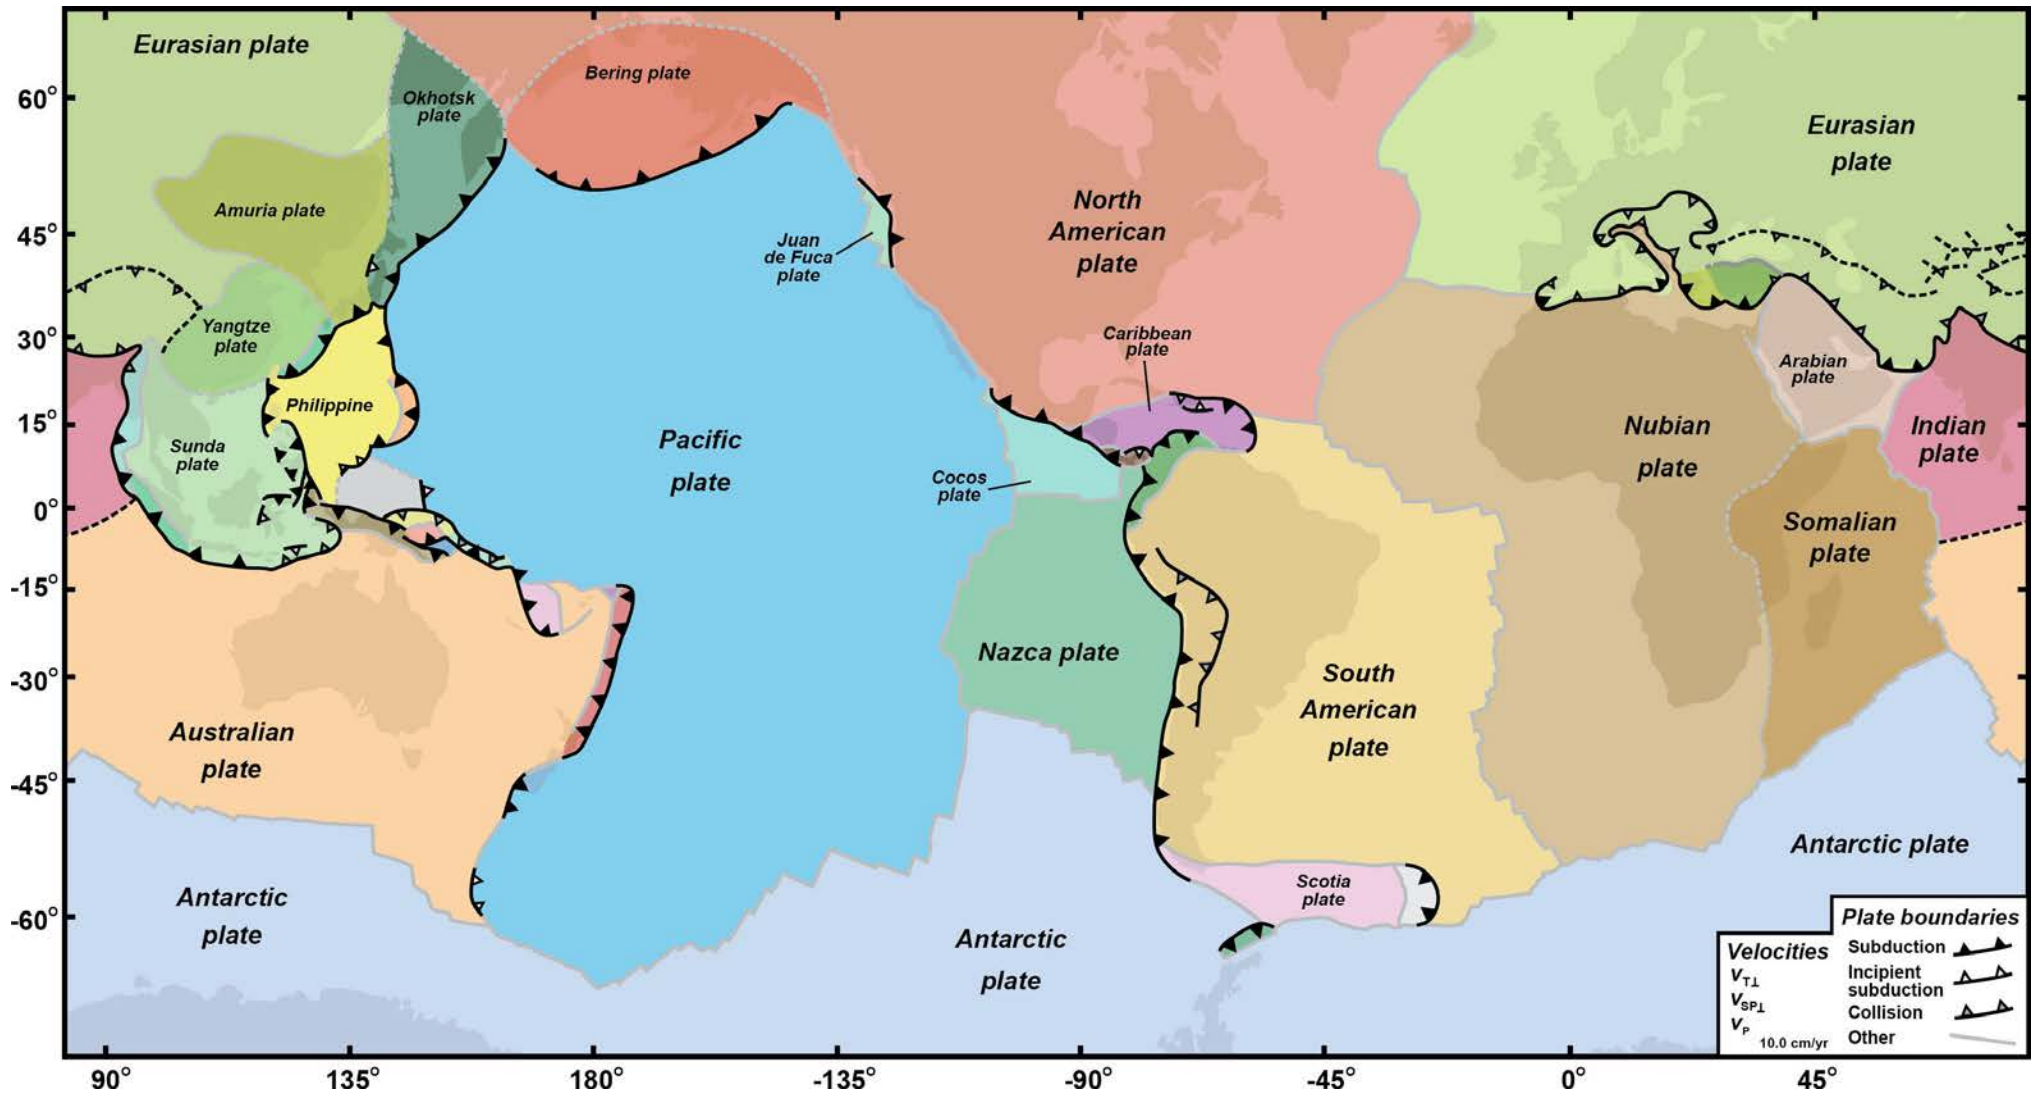 Eurasian plate
Bering plate
Okhotsk
plate
60°
Eurasian
plate
Amuria plate
North
American
plate
45°
Juan
de Fuca
plate
Yangtze
plate
30°
Caribbean
plate
Arabian
plate
Philippine
15°
Sunda
plate
Pacific
plate
Cocos
plate
Nubian
plate
Indian
plate
0°
Somalian
plate
-15°
Nazca plate
South
American
plate
-30°
Australian
plate
-45°
Antarctic plate
Antarctic
plate
Scotia
plate
-60°
Antarctic
plate
Plate boundaries
Subduction
Incipient
subduction
Collision
Other
Velocities
VT⊥
VSP⊥
VP
10.0 cm/yr
90°
135°
180°
-135°
-90°
-45°
0°
45°